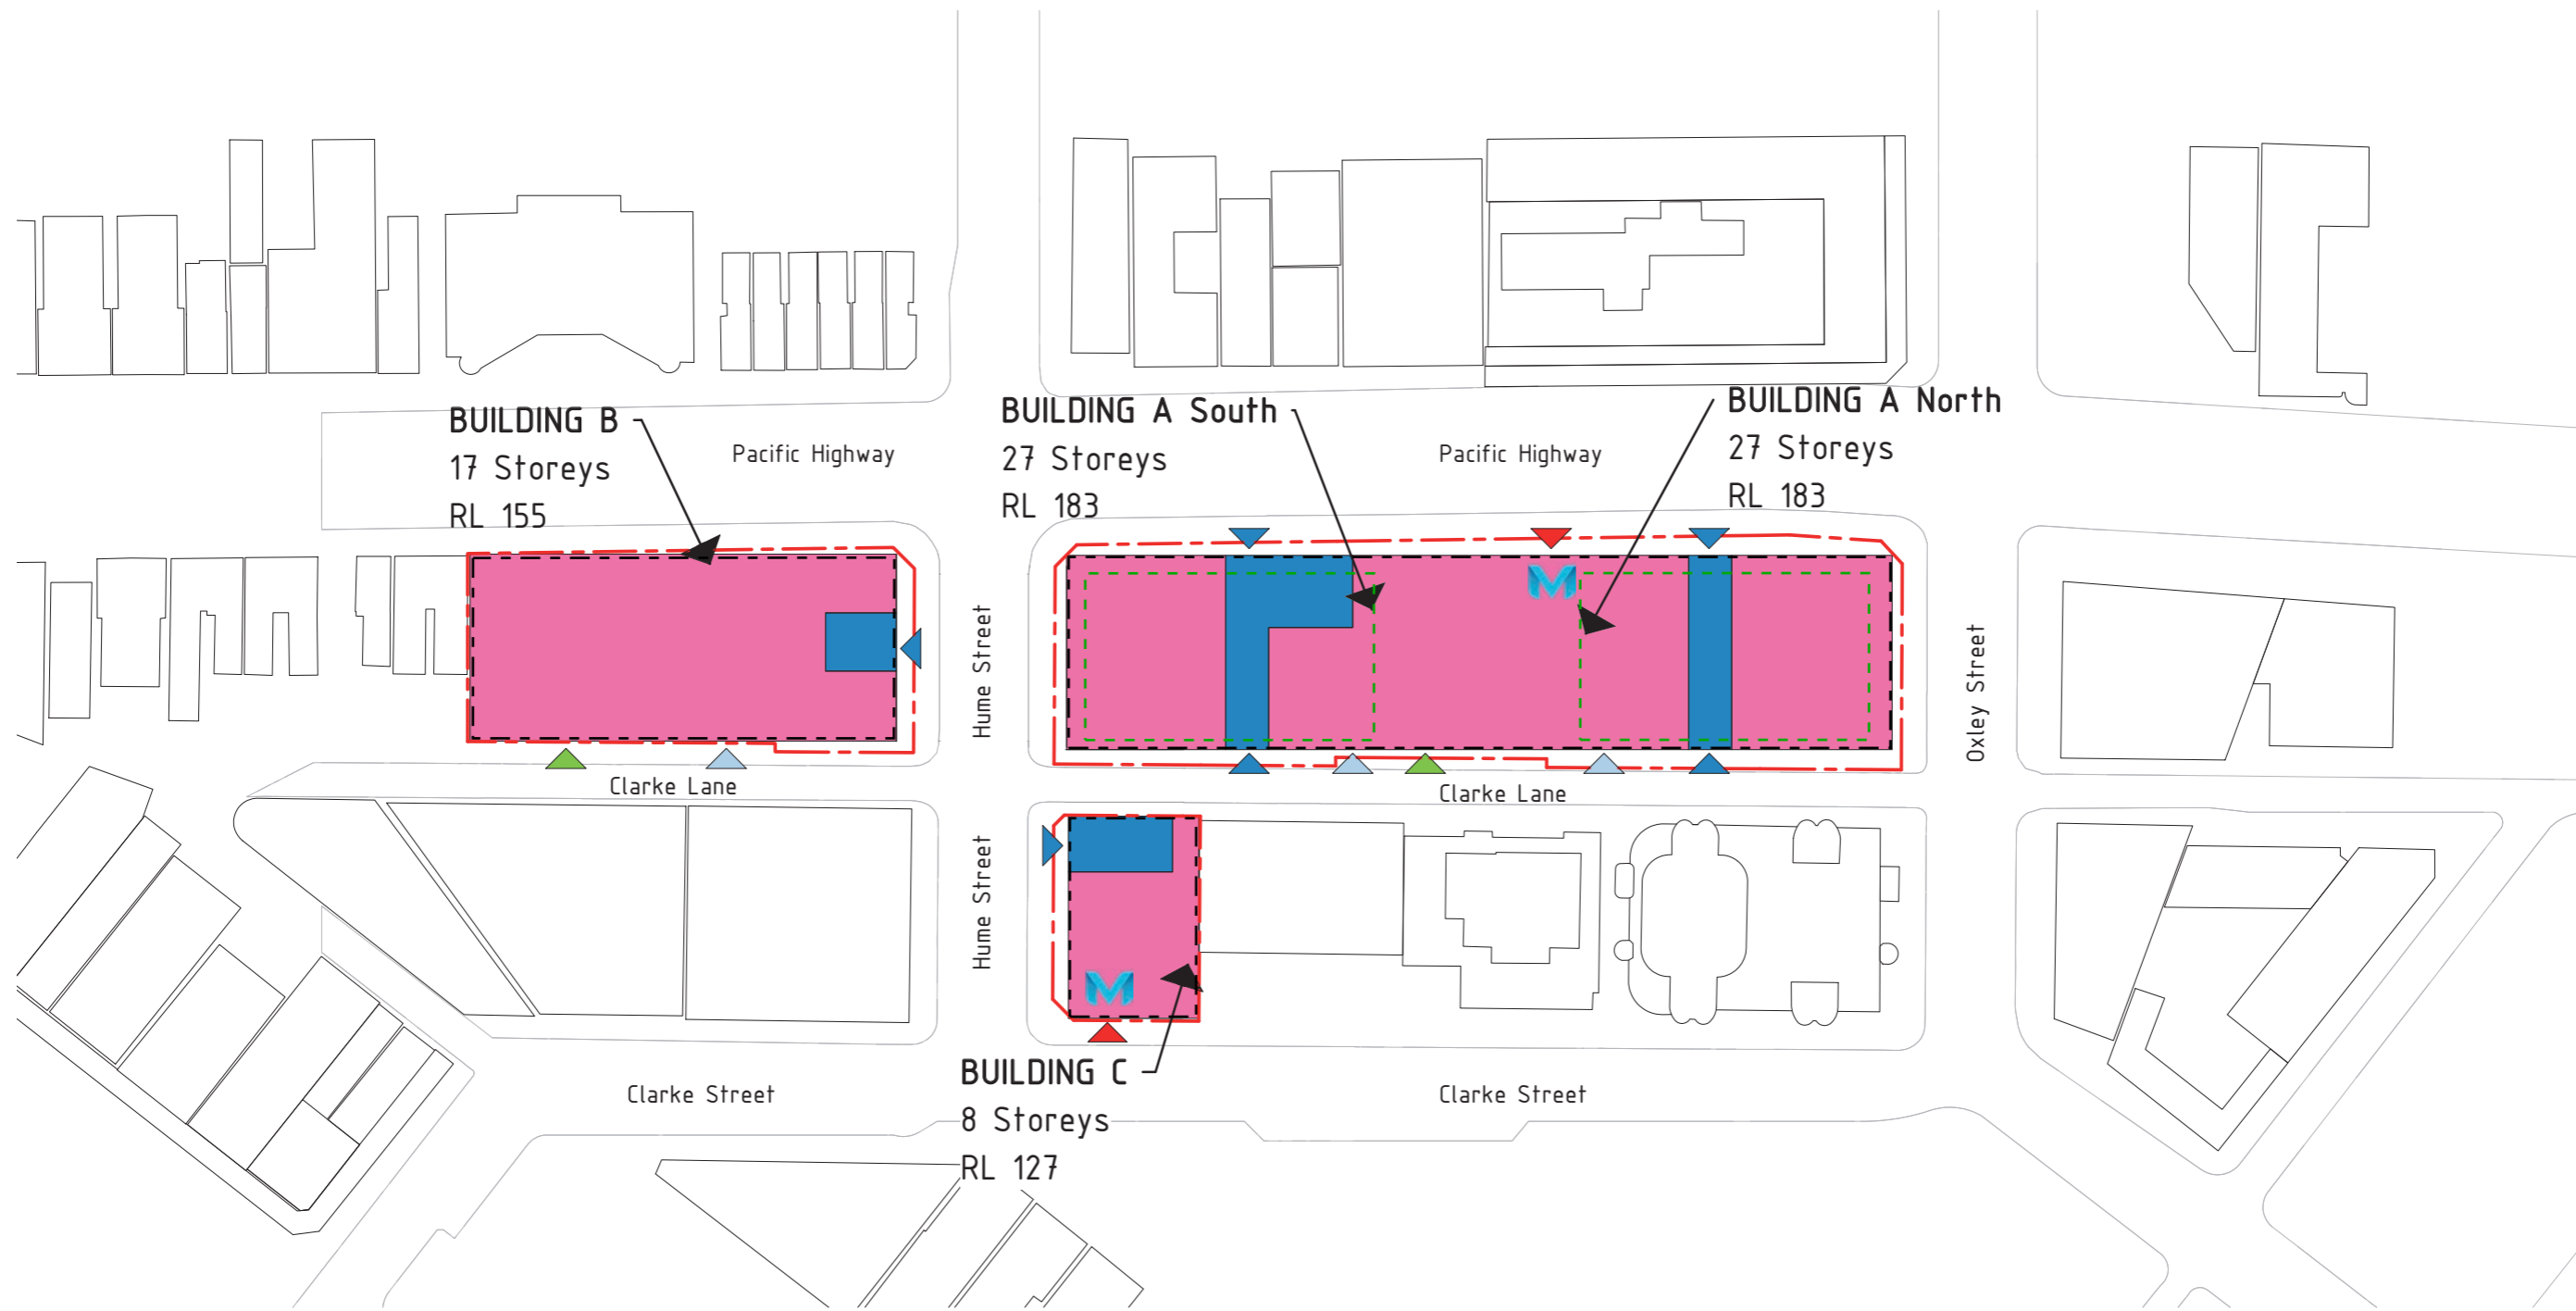 BUILDING B
17 Storeys
RL 155
Pacific Highway
BUILDING A South
27 Storeys
RL 183
Pacific Highway
BUILDING A North
27 Storeys
RL 183
Hume Street
Oxley Street
M
Clarke Lane
Clarke Lane
Hume Street
M
BUILDING C
8 Storeys
RL 127
Clarke Street
Clarke Street